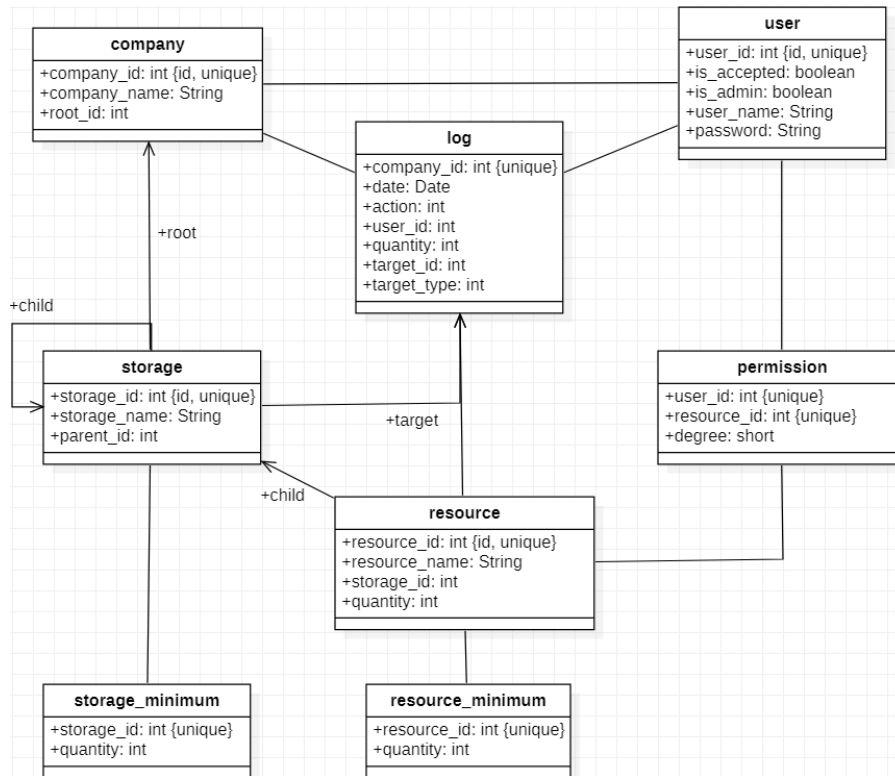 company
+company_id: int {id, unique}
+company_name: String
+root_id: int
user
+user_id: int {id, unique}
+is_accepted: boolean
+is_admin: boolean
+user_name: String
+password: String
log
+company_id: int {unique}
+date: Date
+action: int
+user_id: int
+quantity: int
+target_id: int
+target_type: int
+root
+child
storage
+storage_id: int {id, unique}
+storage_name: String
+parent_id: int
+target
permission
+user_id: int {unique}
+resource_id: int {unique}
+degree: short
+child
resource
+resource_id: int {id, unique}
+resource_name: String
+storage_id: int
+quantity: int
storage_minimum
+storage_id: int {unique}
+quantity: int
resource_minimum
+resource_id: int {unique}
+quantity: int